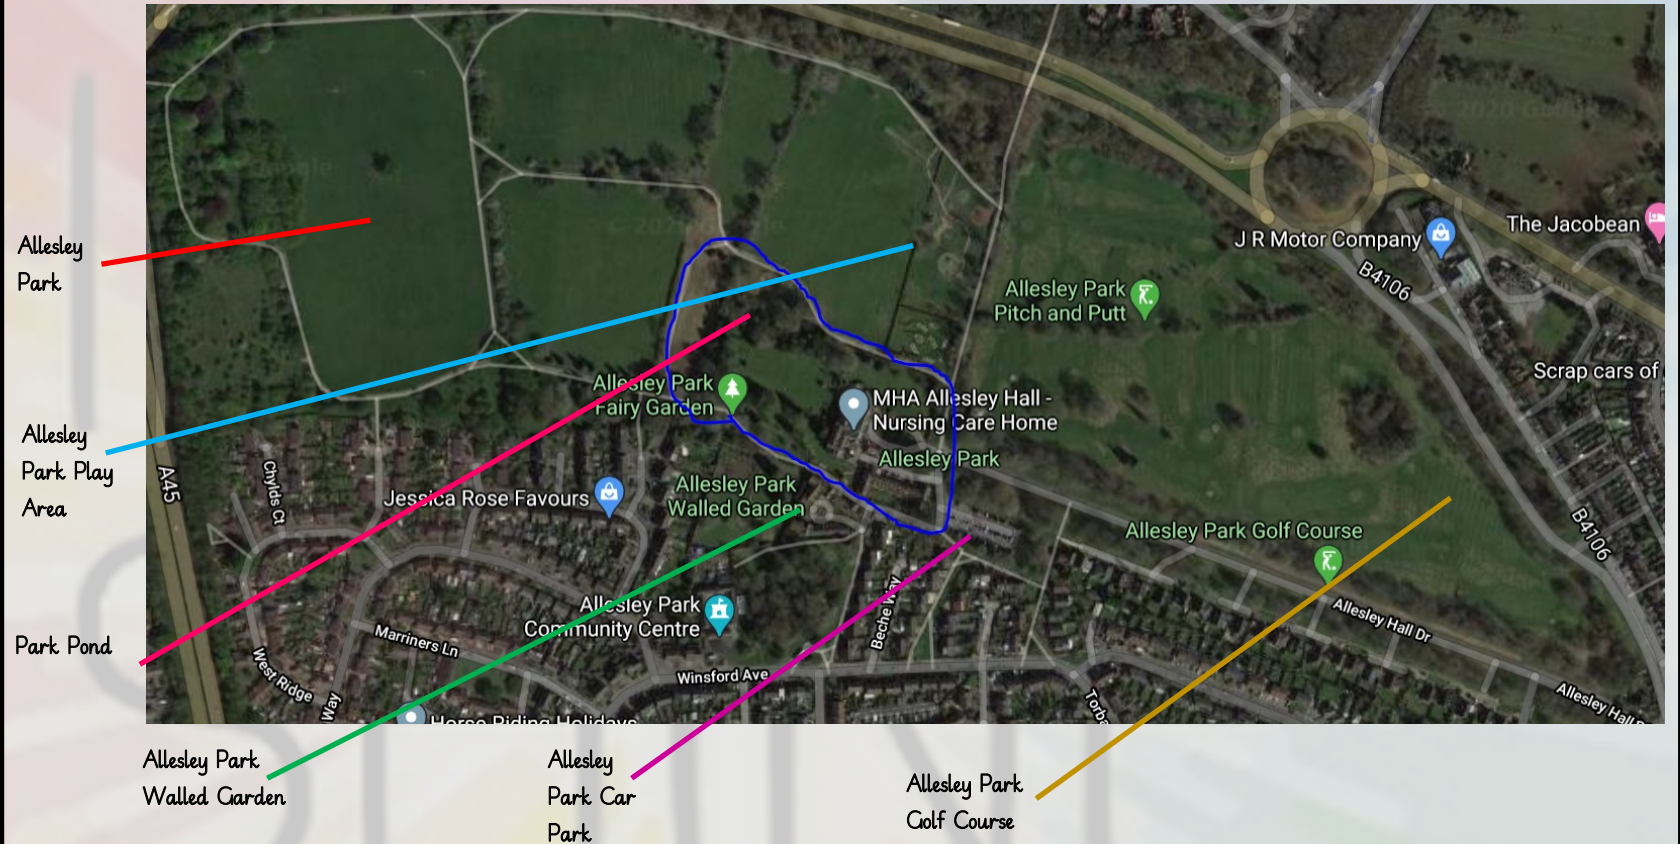 Allesley
Park
Allesley
Park Play
Area
Park Pond
Allesley Park
Walled Garden
Allesley
Park Car
Park
Allesley Park
Golf Course
J R Motor Company
The Jacobean
B4106
Allesley Park
Pitch and Putt
Scrap cars of
Allesley Park
Fairy Garden
MHA Allesley Hall -
Nursing Care Home
Allesley Park
A45
Chylds Ct
Jessica Rose Favours
Allesley Park
Walled Garden
Allesley Park Golf Course
B4106
Allesley Park
Community Centre
Beche Way
Allesley Hall Dr
Marriners Ln
West Ridge
Way
Winsford Ave
Allesley Hall
Horse Riding Holidays